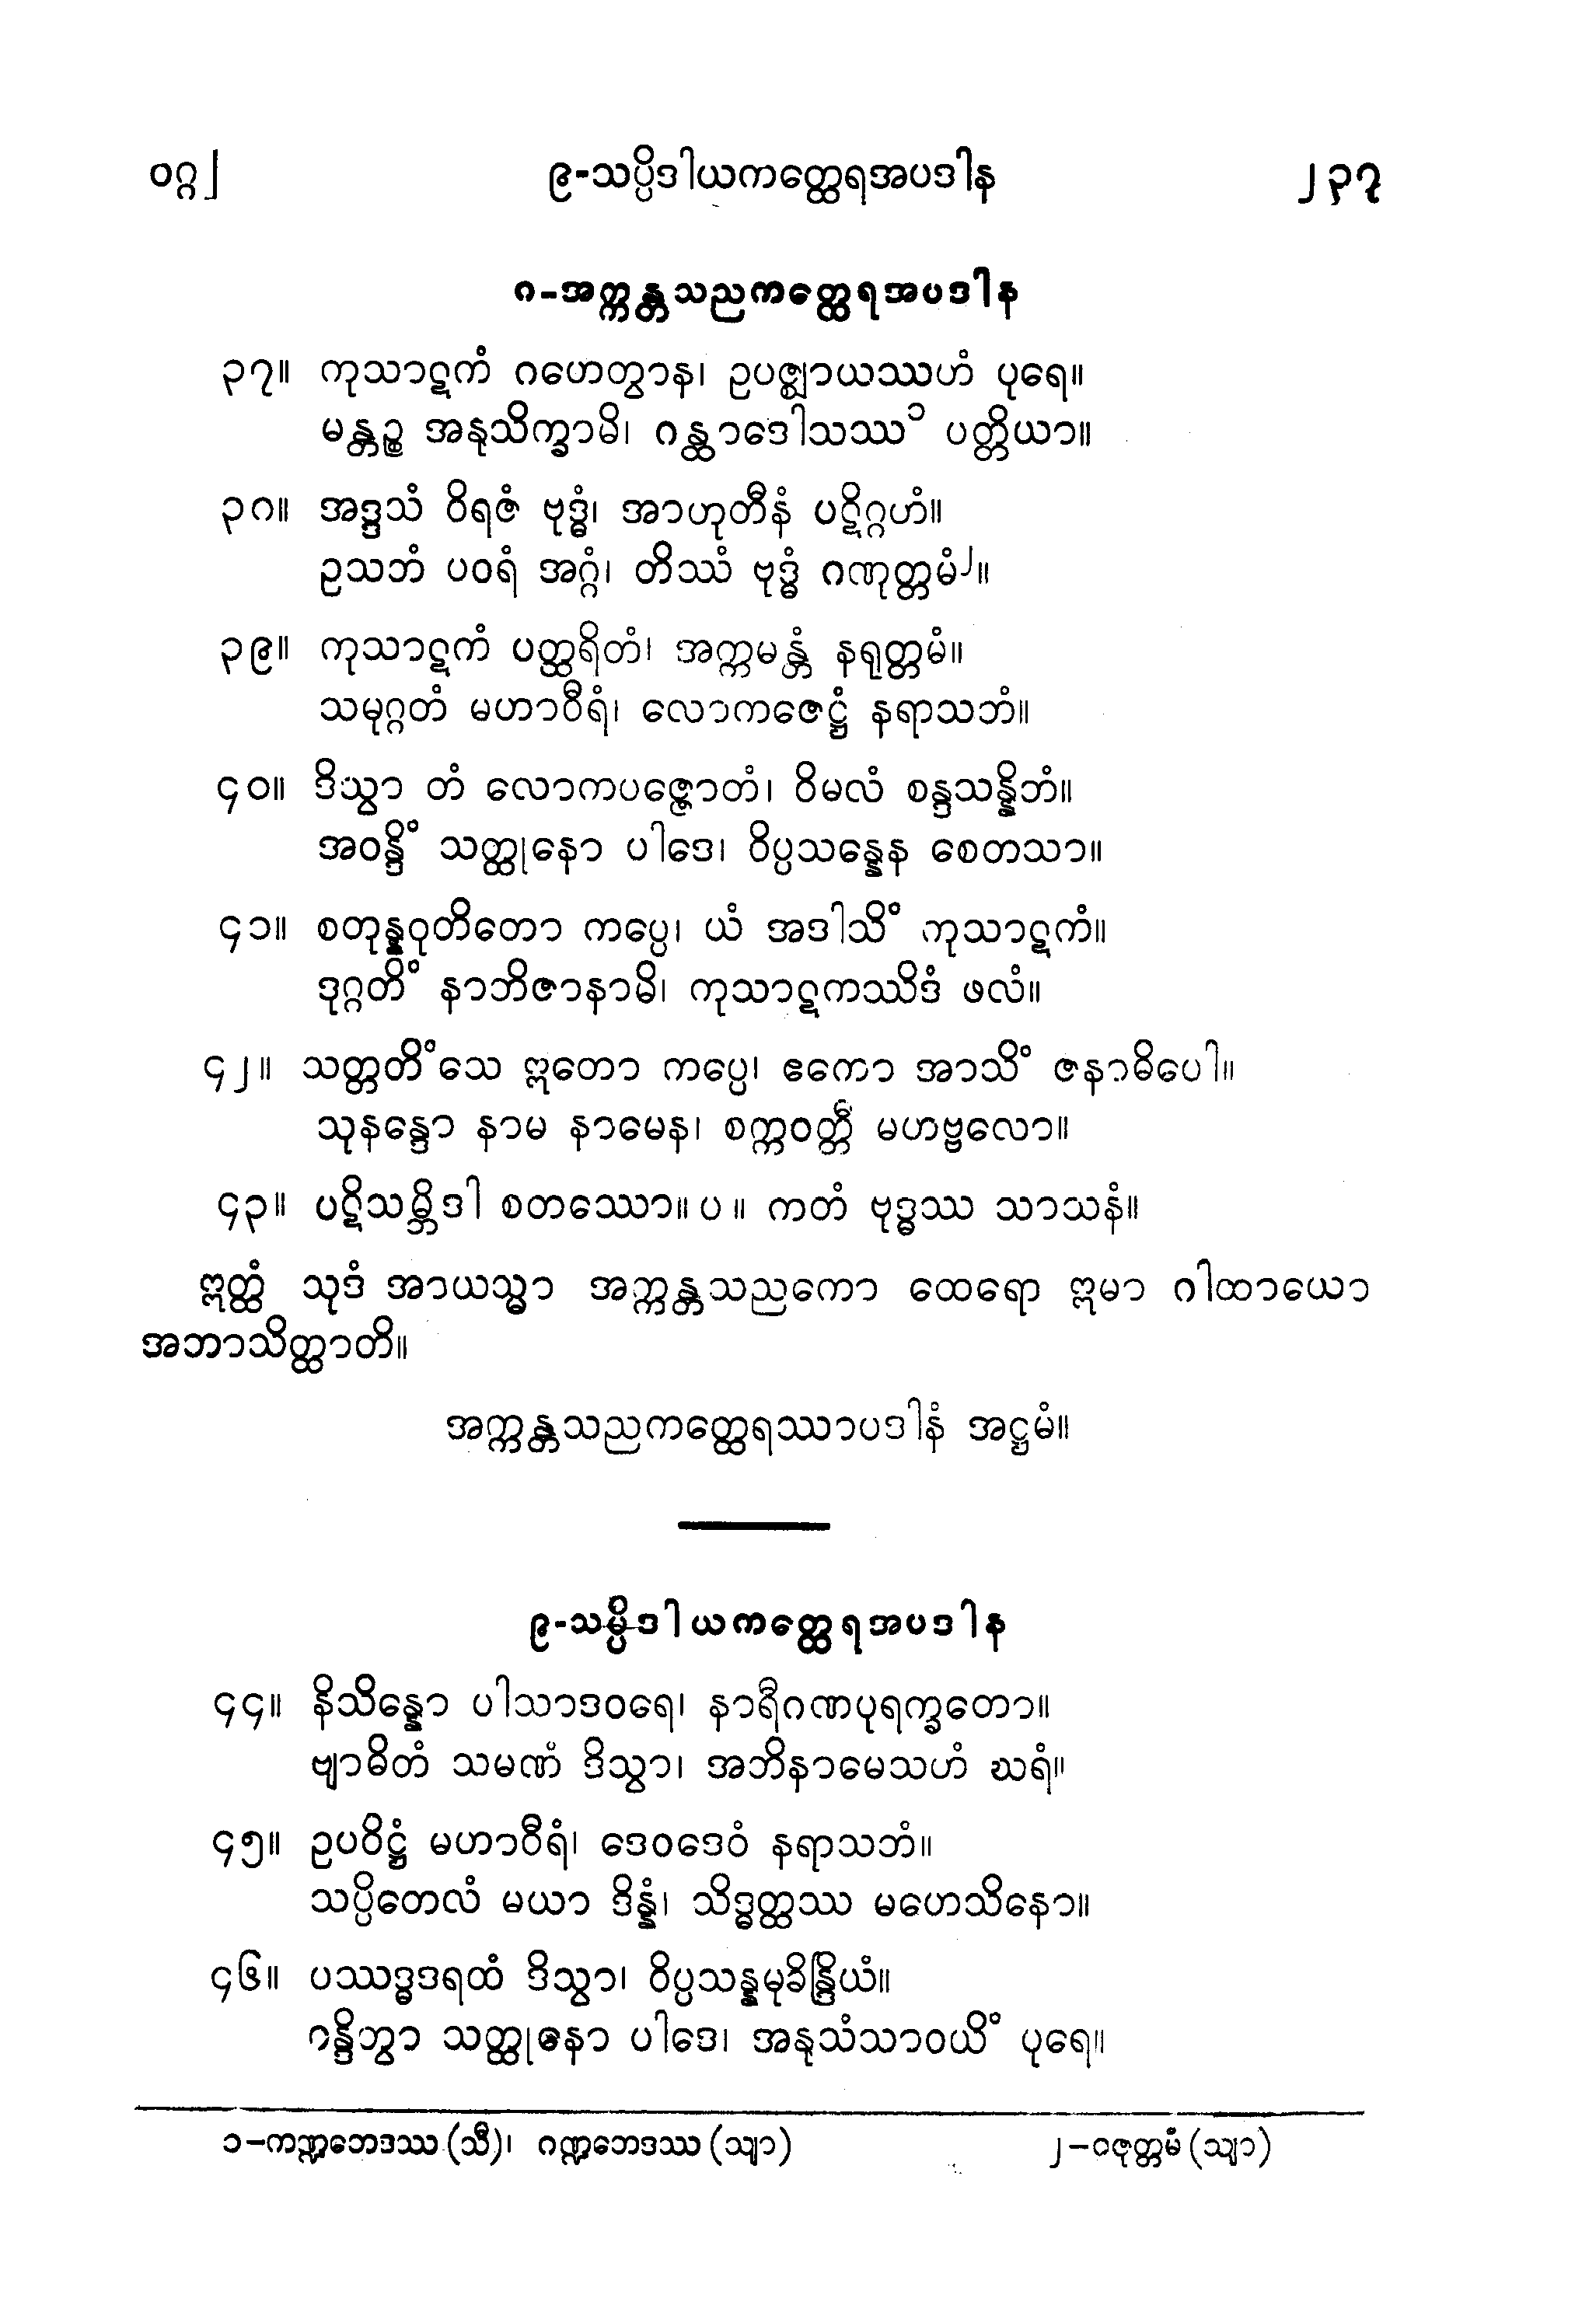 ဝဂ္ဂ၂ ၉-သပ္ပိဒါယကတ္ထေရအပဒါန ၂၃၇
ဂ-အက္ကန္တသညကတ္ထေရအပဒါန
၃၇။ ကုသာဋကံ ဂဟေတွာန၊ ဥပဇ္ဈာယဿဟံ ပုရေ။
မန္တဉ္စ အနုသိက္ခာမိ၊ ဂန္ထာဒေါသဿ၁ ပတ္တိယာ။
၃၈။ အဒ္ဒသံ ဝိရဇံ ဗုဒ္ဓံ၊ အာဟုတီနံ ပဋိဂ္ဂဟံ။
ဥသဘံ ပဝရံ အဂ္ဂံ၊ တိဿံ ဗုဒ္ဓံ ဂဏုတ္တမံ၂။
၃၉။ ကုသာဋကံ ပတ္ထရိတံ၊ အက္ကမန္တံ နရုတ္တမံ။
သမုဂ္ဂတံ မဟာဝီရံ၊ လောကဇေဋ္ဌံ နရာသဘံ။
၄၀။ ဒိသွာ တံ လောကပဇ္ဇောတံ၊ ဝိမလံ စန္ဒသန္နိဘံ။
အဝန္ဒိံ သတ္ထုနော ပါဒေ၊ ဝိပ္ပသန္နေန စေတသာ။
၄၁။ စတုန္နဝုတိတော ကပ္ပေ၊ ယံ အဒါသိံ ကုသာဋကံ။
ဒုဂ္ဂတိံ နာဘိဇာနာမိ၊ ကုသာဋကဿိဒံ ဖလံ။
၄၂။ သတ္တတိံသေ ဣတော ကပ္ပေ၊ ဧကော အာသိံ ဇနာဓိပေါ။
သုနန္ဒော နာမ နာမေန၊ စက္ကဝတ္တီ မဟဗ္ဗလော။
၄၃။ ပဋိသမ္ဘိဒါ စတဿော။ ပ ။ ကတံ ဗုဒ္ဓဿ သာသနံ။
ဣတ္ထံ သုဒံ အာယသ္မာ အက္ကန္တသညကော ထေရော ဣမာ ဂါထာယော
အဘာသိတ္ထာတိ။
အက္ကန္တသညကတ္ထေရဿာပဒါနံ အဋ္ဌမံ။
၉-သပ္ပိဒါယကတ္ထေရအပဒါန
၄၄။ နိသိန္နော ပါသာဒဝရေ၊ နာရီဂဏပုရက္ခတော။
ဗျာဓိတံ သမဏံ ဒိသွာ၊ အဘိနာမေသဟံ ဃရံ။
၄၅။ ဥပဝိဋ္ဌံ မဟာဝီရံ၊ ဒေဝဒေဝံ နရာသဘံ။
သပ္ပိတေလံ မယာ ဒိန္နံ၊ သိဒ္ဓတ္ထဿ မဟေသိနော။
၄၆။ ပဿဒ္ဓဒရထံ ဒိသွာ၊ ဝိပ္ပသန္နမုခိန္ဒြိယံ။
ဝန္ဒိတွာ သတ္ထုနော ပါဒေ၊ အနုသံသာဝယိံ ပုရေ။
၁-ကဏ္ဍဘေဒဿ (သီ)၊ ဂဏ္ဍဘေဒဿ (သျာ) ၂-ဝဇုတ္တမံ (သျာ)